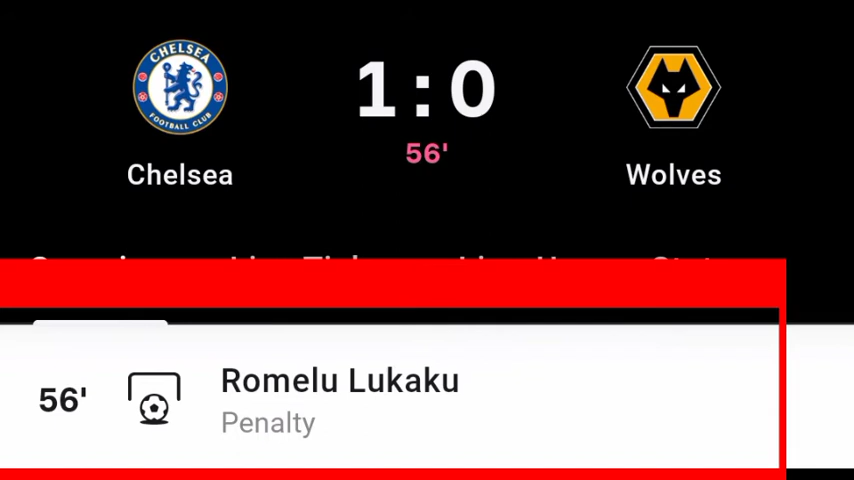 CHELSEA
FOOTBALL CLUB
1:0
56'
Chelsea
Wolves
56'
Romelu Lukaku
Penalty